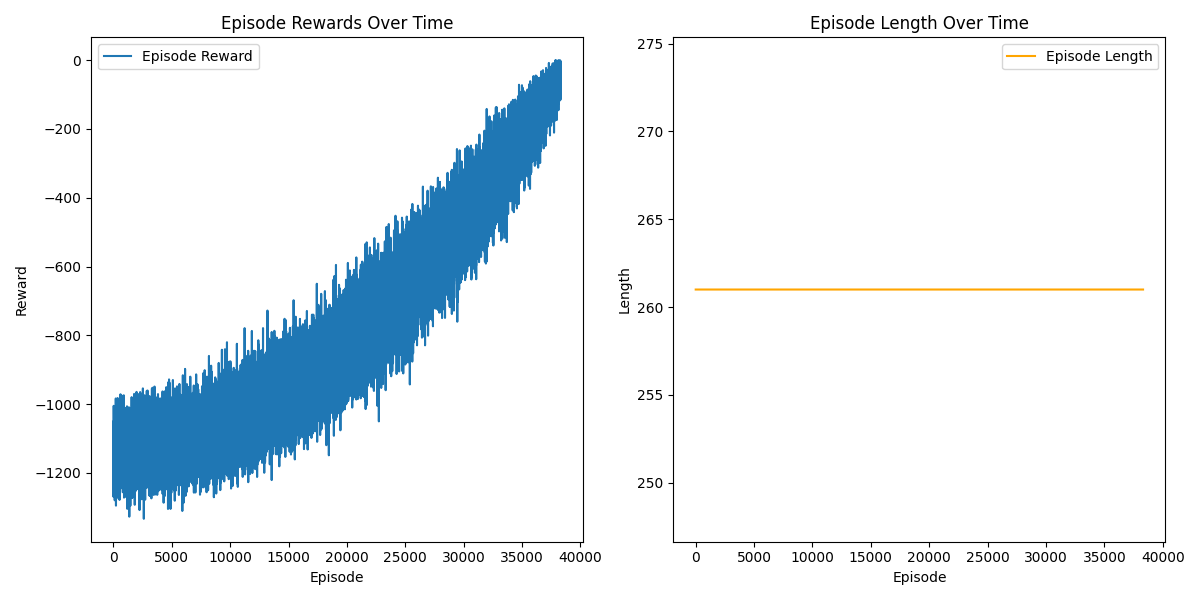 Episode Rewards Over Time
Episode Reward
0
−200
−400
−600
−800
−1000
−1200
Reward
0 5000 10000 15000 20000 25000 30000 35000 40000
Episode
Episode Length Over Time
Episode Length
275
270
265
260
255
250
Length
0 5000 10000 15000 20000 25000 30000 35000 40000
Episode